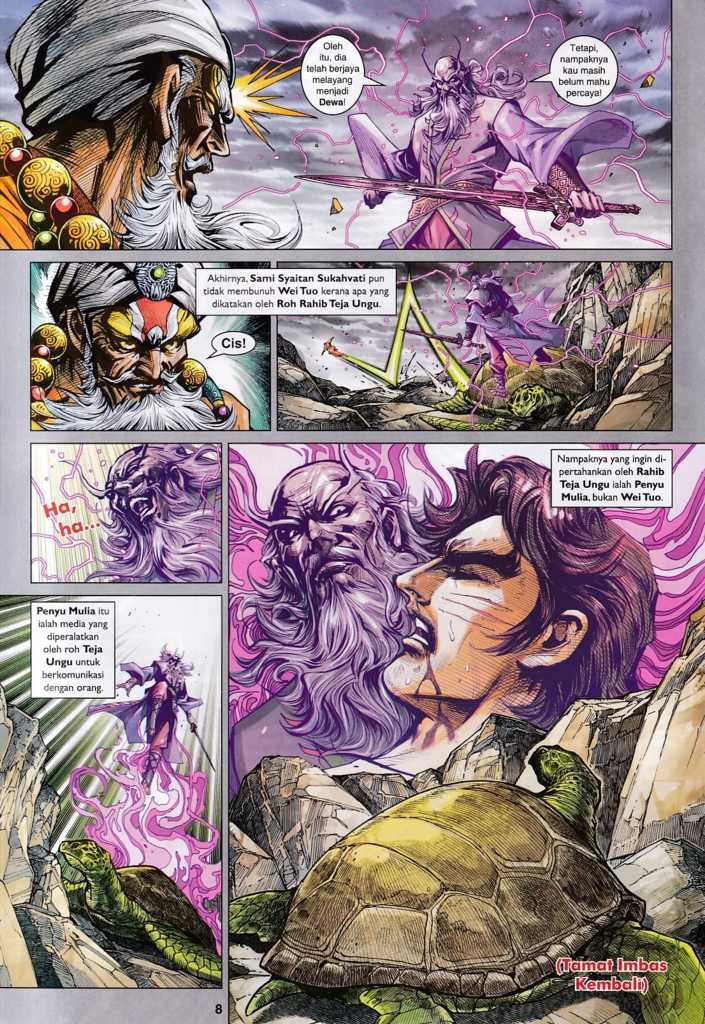 Oleh
itu, dia
telah berjaya
melayang
menjadi
Dewa!
Tetapi,
nampaknya
kau masih
belum mahu
percaya!
Akhirnya, Sami Syaitan Sukahvati pun
tidak membunuh Wei Tuo kerana apa yang
dikatakan oleh Roh Rahib Teja Ungu.
Cis!
Ha,
ha...
Nampaknya yang ingin di-
pertahankan oleh Rahib
Teja Ungu ialah Penyu
Mulia, bukan Wei Tuo.
Penyu Mulia itu
ialah media yang
diperalatkan
oleh roh Teja
Ungu untuk
berkomunikasi
dengan orang.
(Tamat Imbas
Kembali)
8